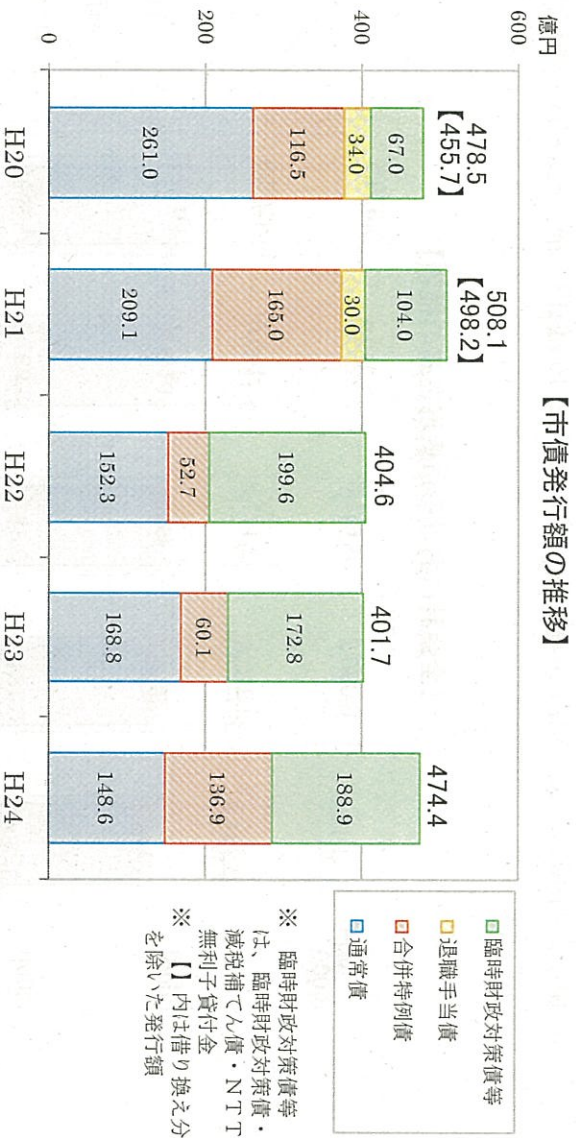 【市債発行額の推移】
億円
600
400
200
0
478.5
【455.7】
67.0
34.0
116.5
261.0
H20
508.1
【498.2】
104.0
30.0
165.0
209.1
H21
404.6
199.6
52.7
152.3
H22
401.7
172.8
60.1
168.8
H23
474.4
188.9
136.9
148.6
H24
臨時財政対策債等
退職手当債
合併特例債
通常債
※ 臨時財政対策債等
は、臨時財政対策債・
減税補てん債・NTT
無利子貸付金
※ 【】内は借り換え分
を除いた発行額